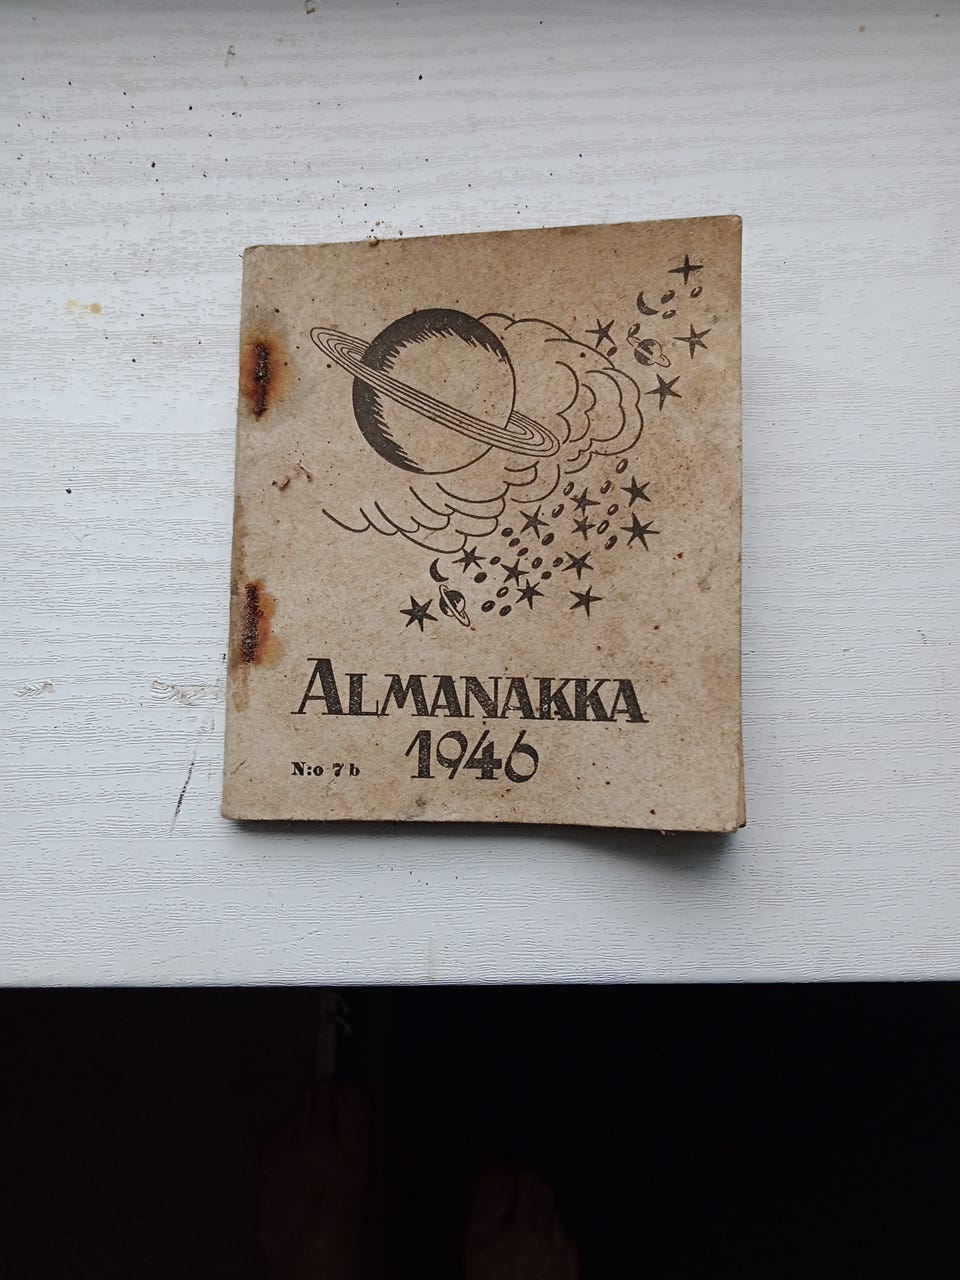 ALMANAKKA
1946
N:o 7 b